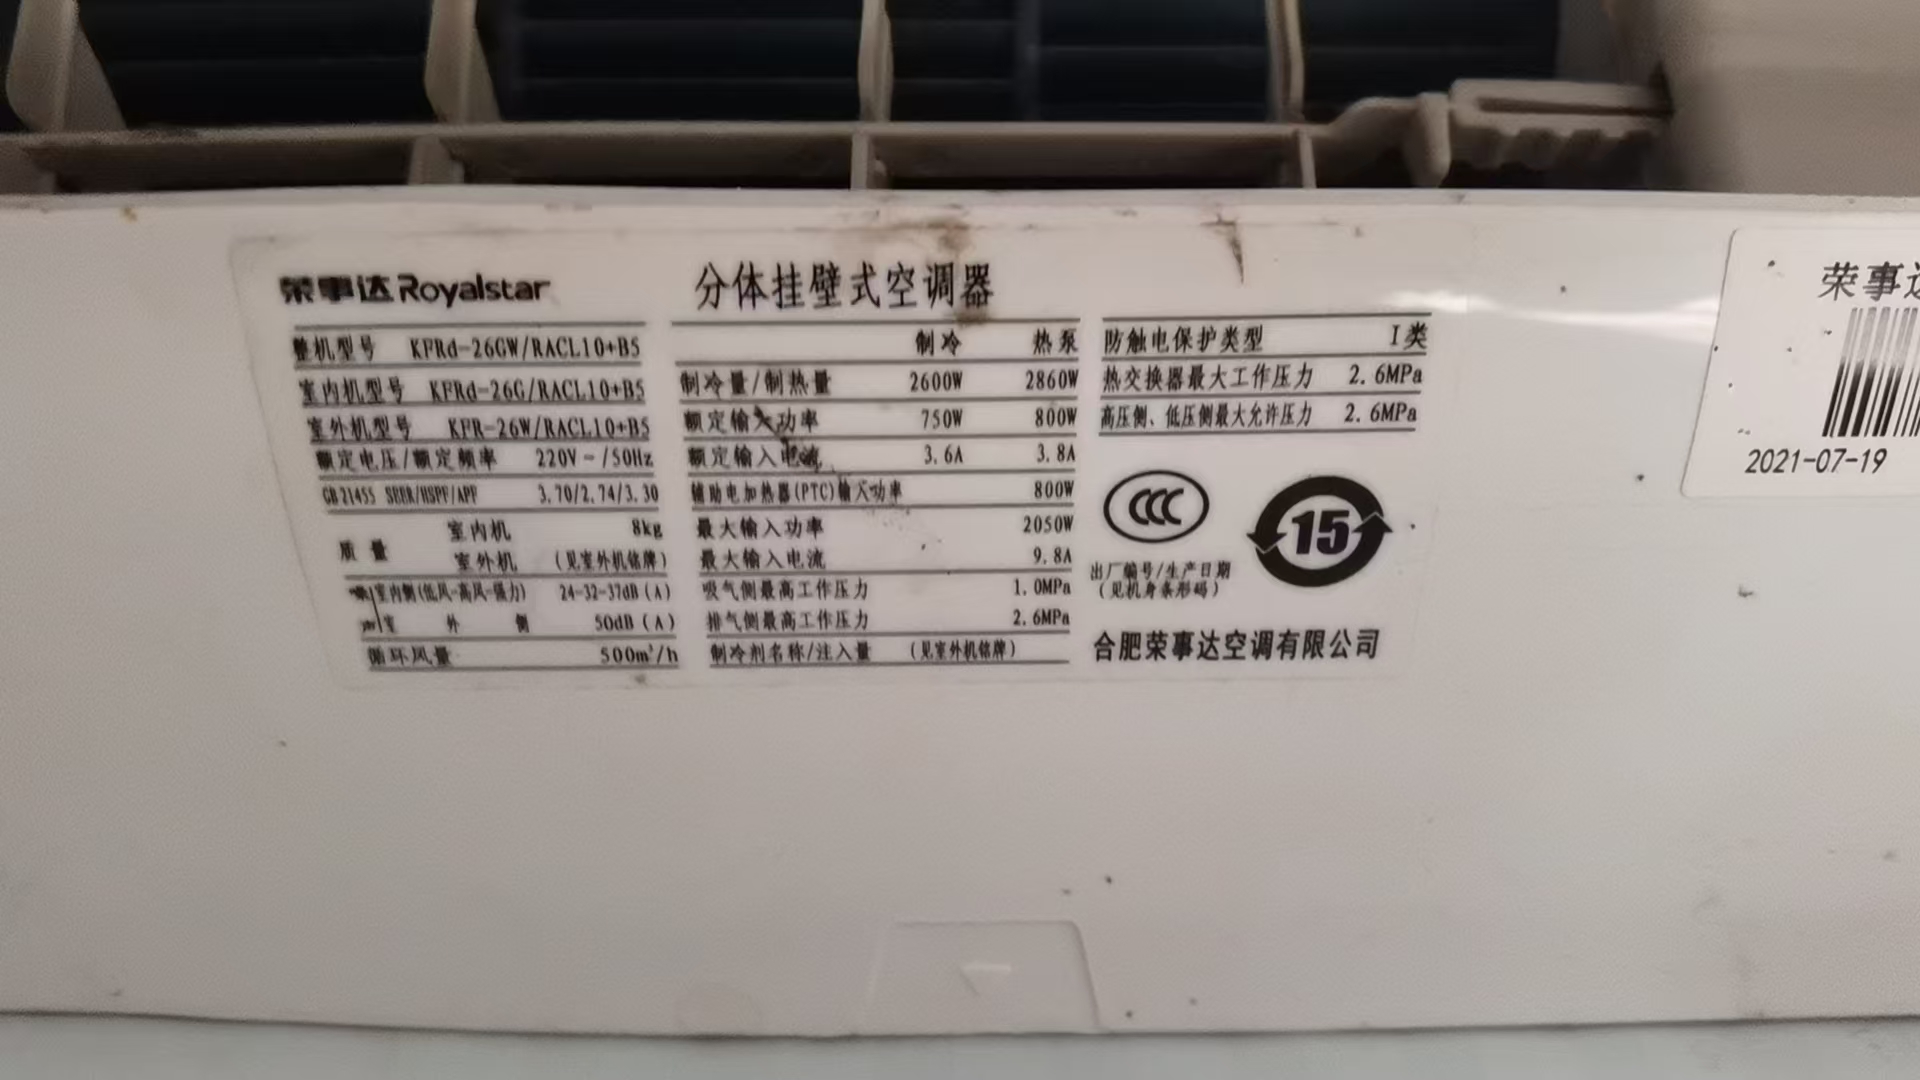 荣事达Royalstar
分体挂壁式空调器
整机型号 KFRd-26GW/RACL10+B5
室内机型号 KFRd-26G/RACL10+B5
室外机型号 KFR-26W/RACL10+B5
额定电压/额定频率 220V~/50Hz
GB21455 SEER/HSPF/APF 3.70/2.74/3.30
质量 室内机 8kg
室外机 (见室外机铭牌)
室内侧(低风-高风-强力) 24-32-37dB(A)
室外侧 50dB(A)
循环风量 500m³/h
制冷 热泵
制冷量/制热量 2600W 2860W
额定输入功率 750W 800W
额定输入电流 3.6A 3.8A
辅助电加热器(PTC)输入功率 800W
最大输入功率 2050W
最大输入电流 9.8A
吸气侧最高工作压力 1.0MPa
排气侧最高工作压力 2.6MPa
制冷剂名称/注入量 (见室外机铭牌)
防触电保护类型 I类
热交换器最大工作压力 2.6MPa
高压侧、低压侧最大允许压力 2.6MPa
CCC
15
出厂编号/生产日期
(见机身条形码)
合肥荣事达空调有限公司
荣事达
2021-07-19